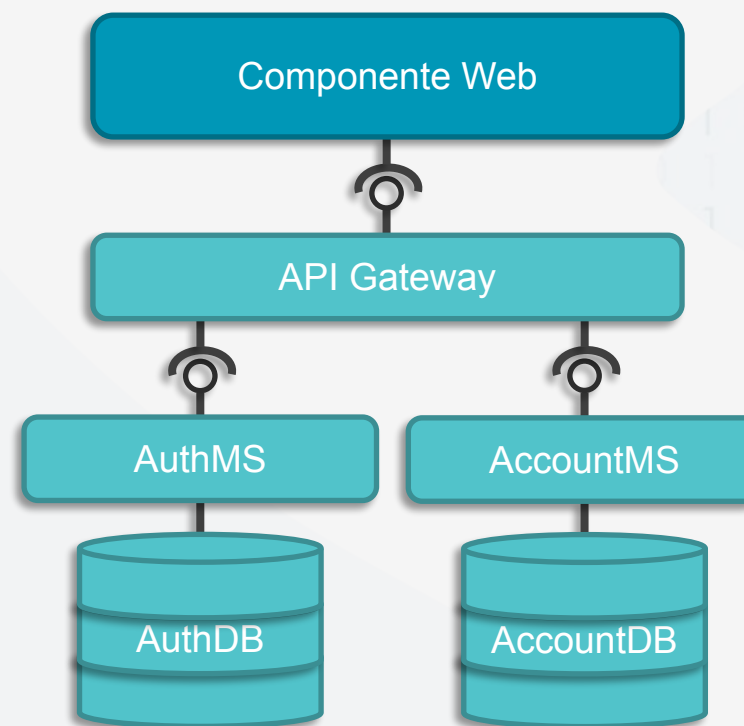 Componente Web
API Gateway
AuthMS
AccountMS
AuthDB
AccountDB